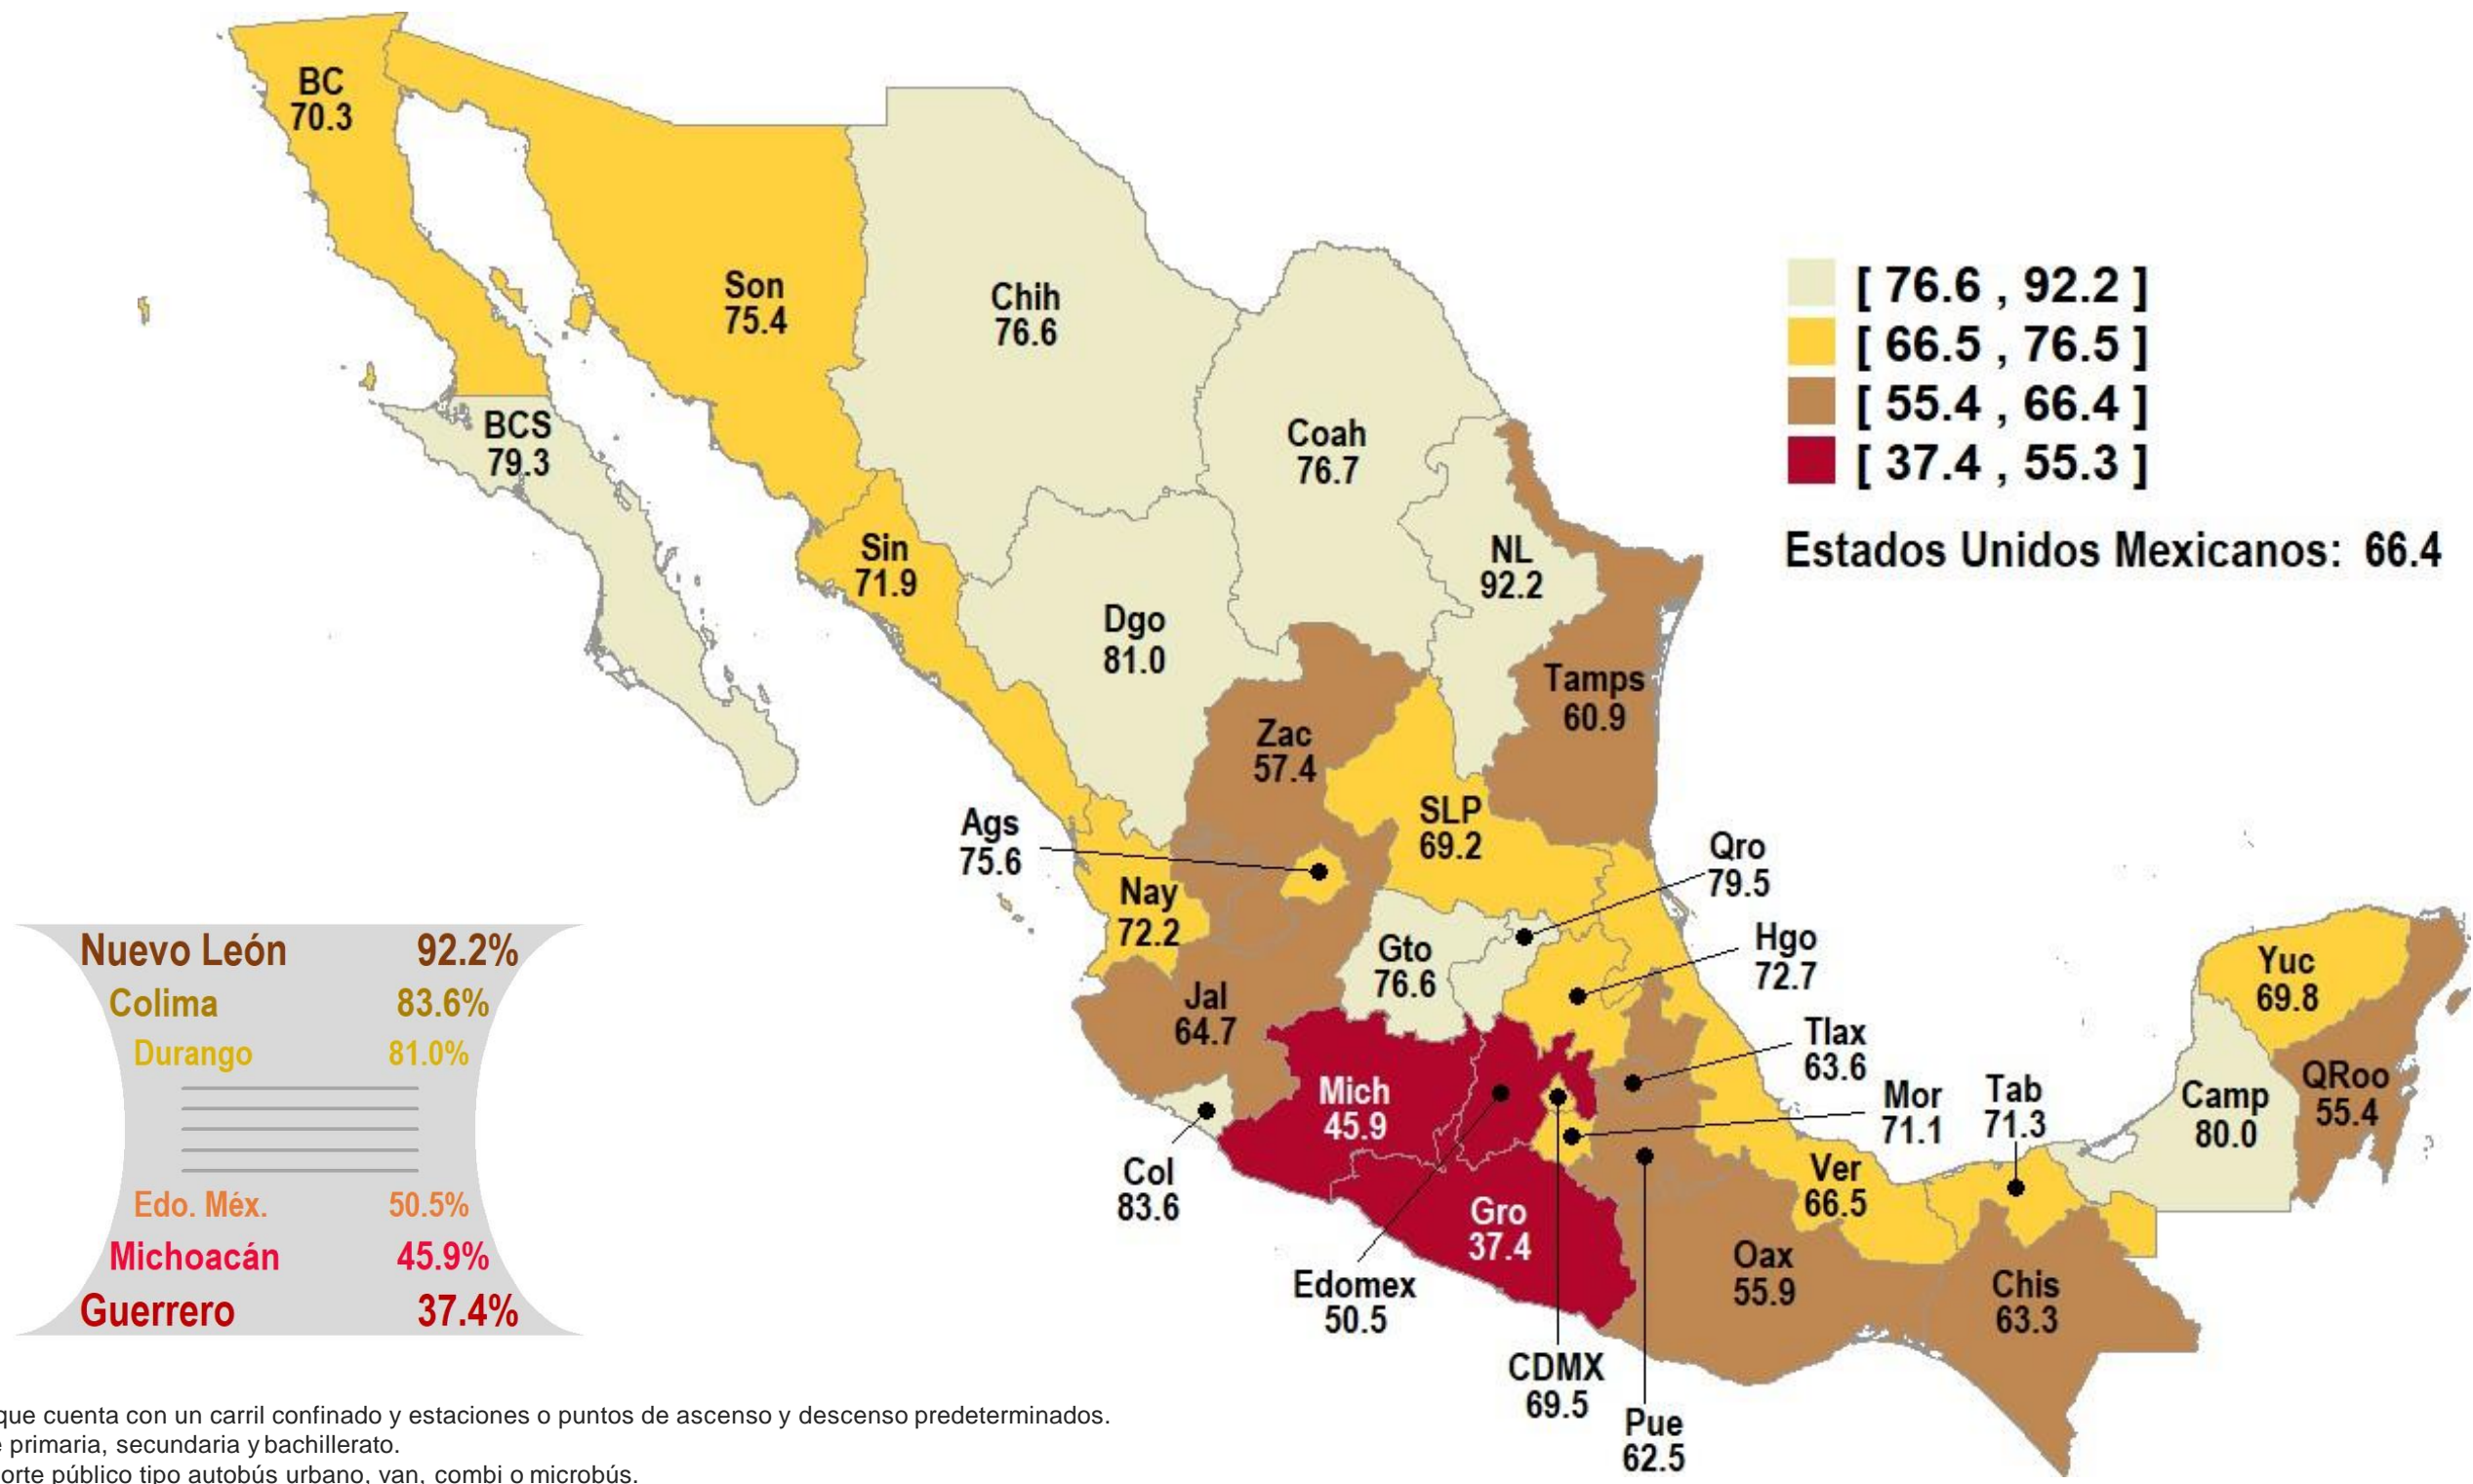 BC
70.3
Son
75.4
Chih
76.6
BCS
79.3
Coah
76.7
Sin
71.9
NL
92.2
Dgo
81.0
Tamps
60.9
Zac
57.4
SLP
69.2
Ags
75.6
Nay
72.2
Qro
79.5
Gto
76.6
Hgo
72.7
Jal
64.7
Tlax
63.6
Mich
45.9
Mor
71.1
Tab
71.3
Yuc
69.8
Camp
80.0
QRoo
55.4
Col
83.6
Ver
66.5
Gro
37.4
Oax
55.9
Chis
63.3
Edomex
50.5
CDMX
69.5
Pue
62.5
[ 76.6 , 92.2 ]
[ 66.5 , 76.5 ]
[ 55.4 , 66.4 ]
[ 37.4 , 55.3 ]
Estados Unidos Mexicanos: 66.4
Nuevo León 92.2%
Colima 83.6%
Durango 81.0%
Edo. Méx. 50.5%
Michoacán 45.9%
Guerrero 37.4%
que cuenta con un carril confinado y estaciones o puntos de ascenso y descenso predeterminados.
e primaria, secundaria y bachillerato.
orte público tipo autobús urbano, van, combi o microbús.